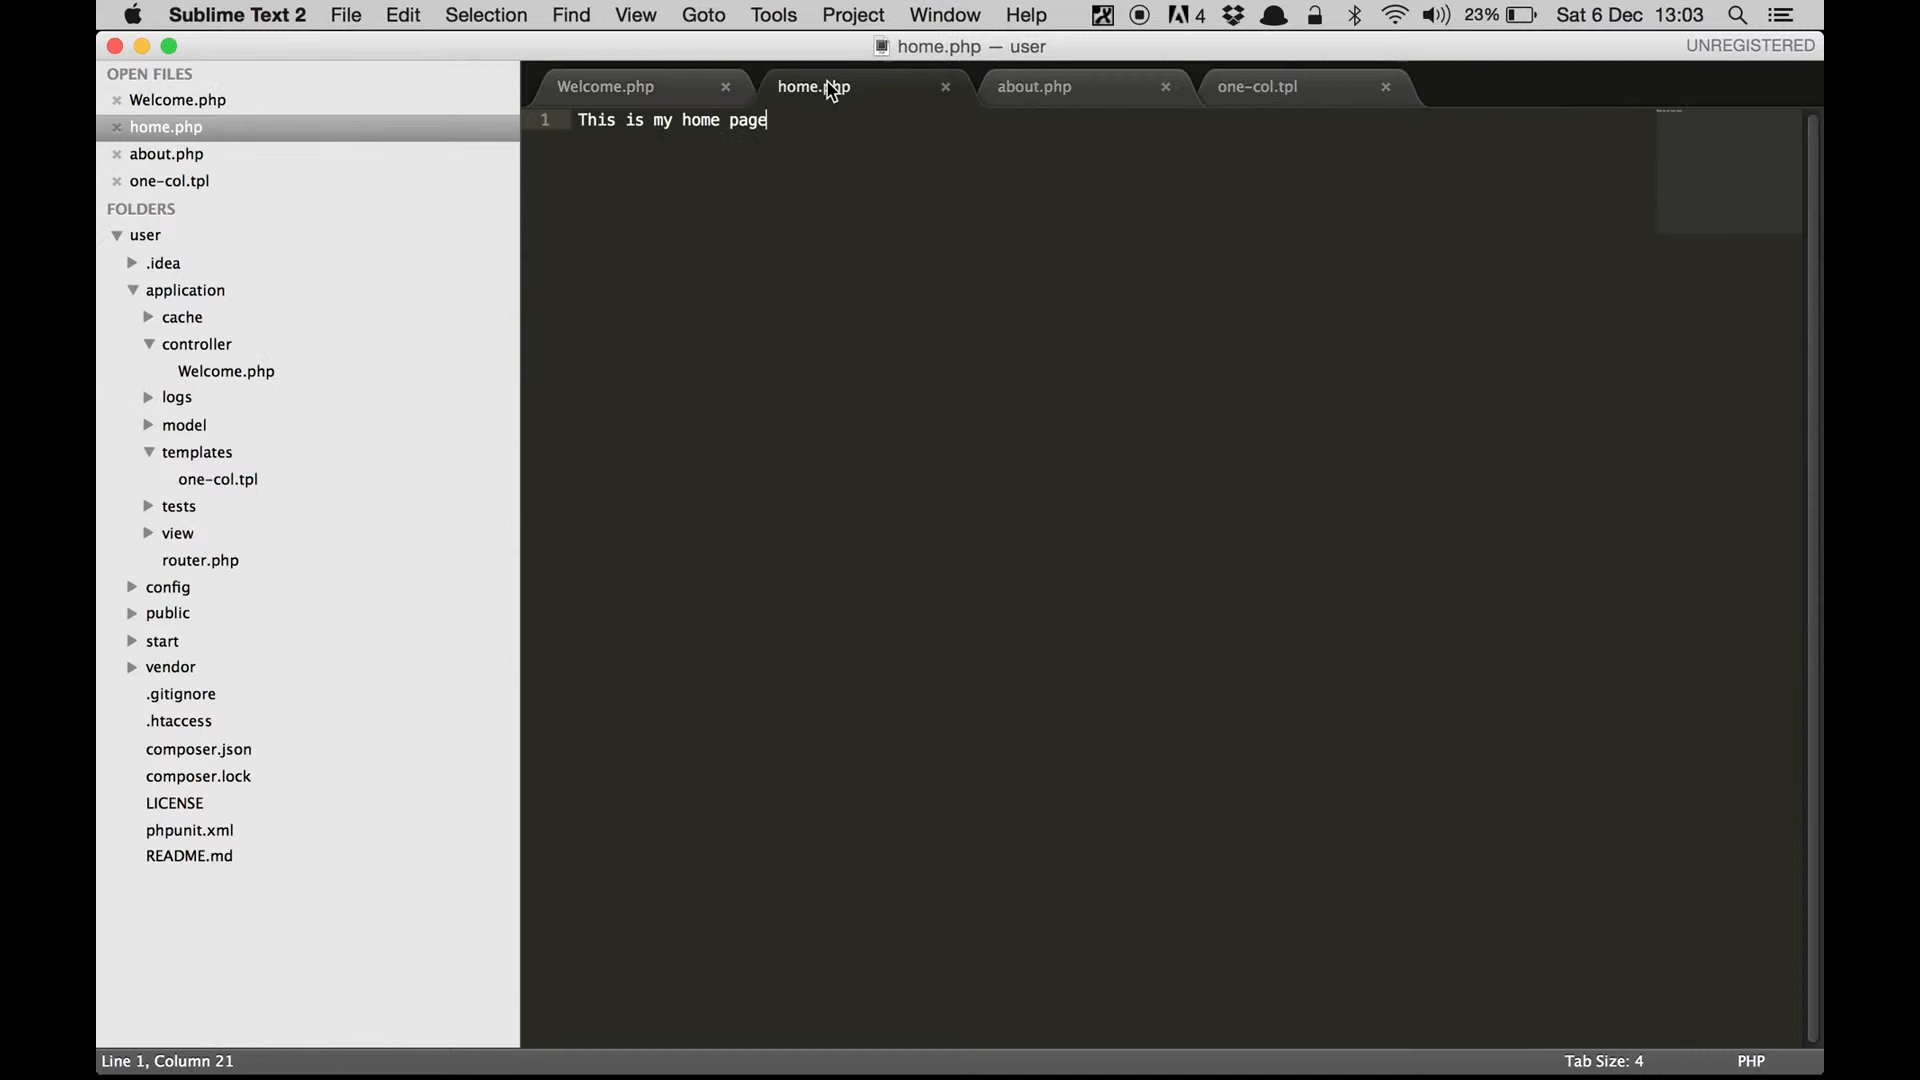 Sublime Text 2 File Edit Selection Find View Goto Tools Project Window Help 4 23% Sat 6 Dec 13:03
home.php — user UNREGISTERED
OPEN FILES
Welcome.php
home.php
about.php
one-col.tpl
FOLDERS
user
.idea
application
cache
controller
Welcome.php
logs
model
templates
one-col.tpl
tests
view
router.php
config
public
start
vendor
.gitignore
.htaccess
composer.json
composer.lock
LICENSE
phpunit.xml
README.md
Welcome.php home.php about.php one-col.tpl
1 This is my home page
Line 1, Column 21 Tab Size: 4 PHP